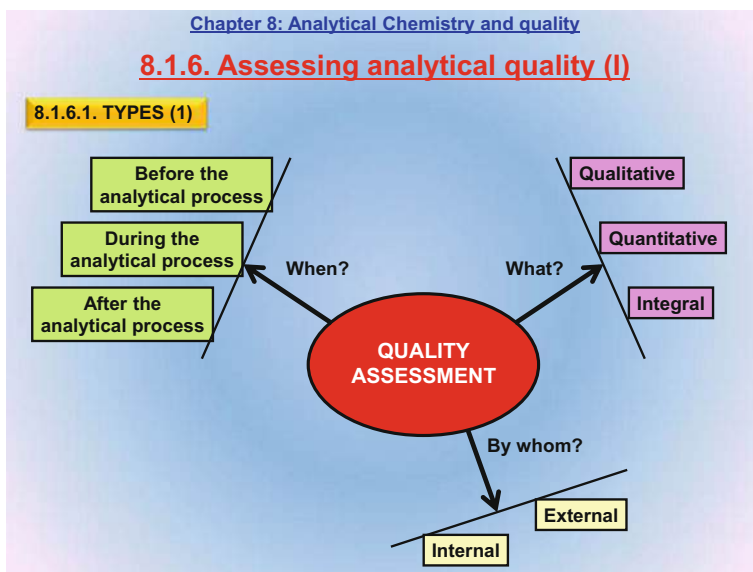 Chapter 8: Analytical Chemistry and quality
8.1.6. Assessing analytical quality (I)
8.1.6.1. TYPES (1)
Before the
analytical process
During the
analytical process
After the
analytical process
When?
What?
Qualitative
Quantitative
Integral
QUALITY
ASSESSMENT
By whom?
External
Internal